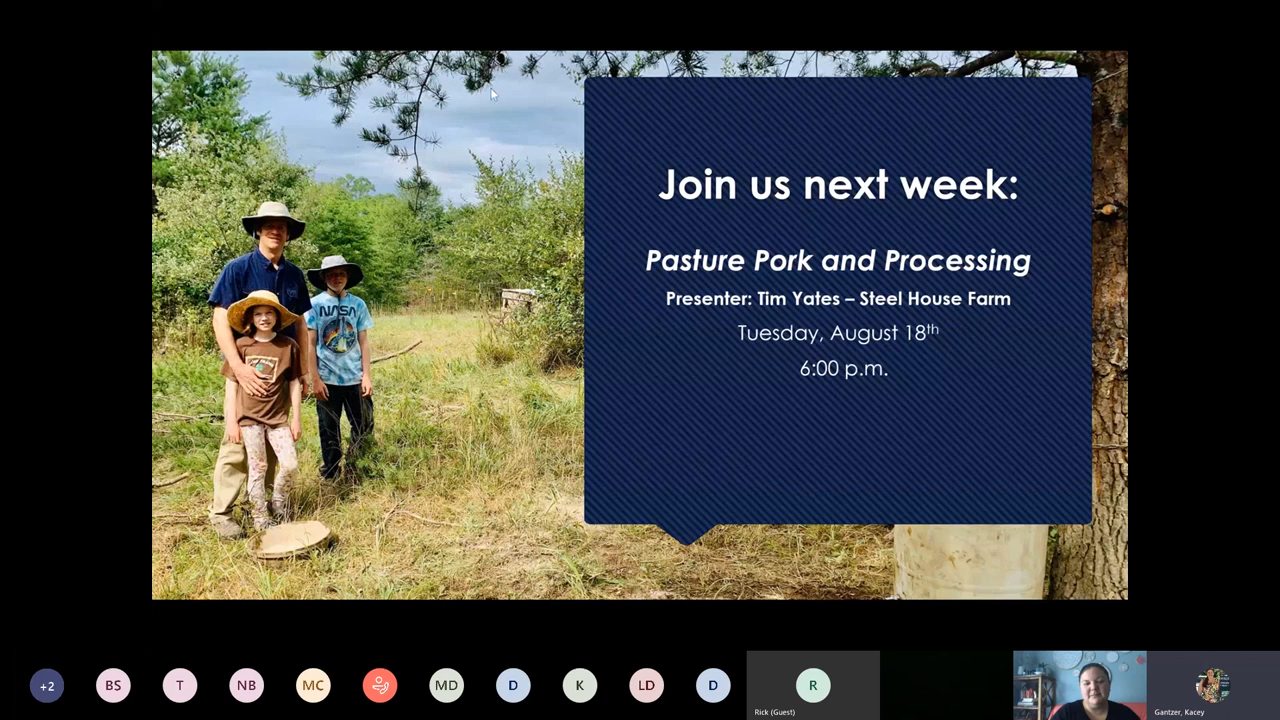 Join us next week:
Pasture Pork and Processing
Presenter: Tim Yates – Steel House Farm
Tuesday, August 18th
6:00 p.m.
NASA
+2
BS
T
NB
MC
MD
D
K
LD
D
R
Rick (Guest)
Gantzer, Kacey